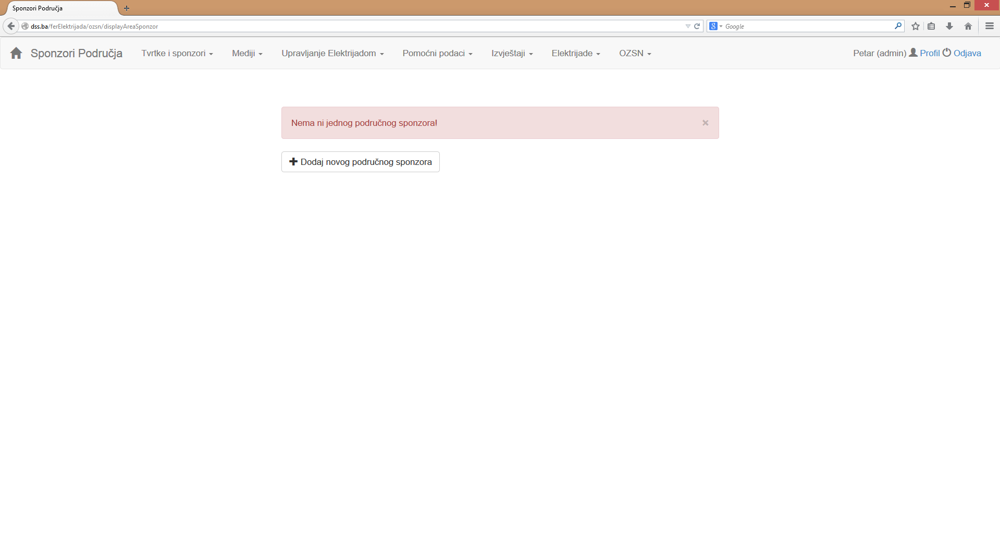 Sponzori Područja
dss.ba/ferElektrijada/ozsn/displayAreaSponzor
Google
Sponzori Područja
Tvrtke i sponzori
Mediji
Upravljanje Elektrijadom
Pomoćni podaci
Izvještaji
Elektrijade
OZSN
Petar (admin) Profil Odjava
Nema ni jednog područnog sponzora!
Dodaj novog područnog sponzora